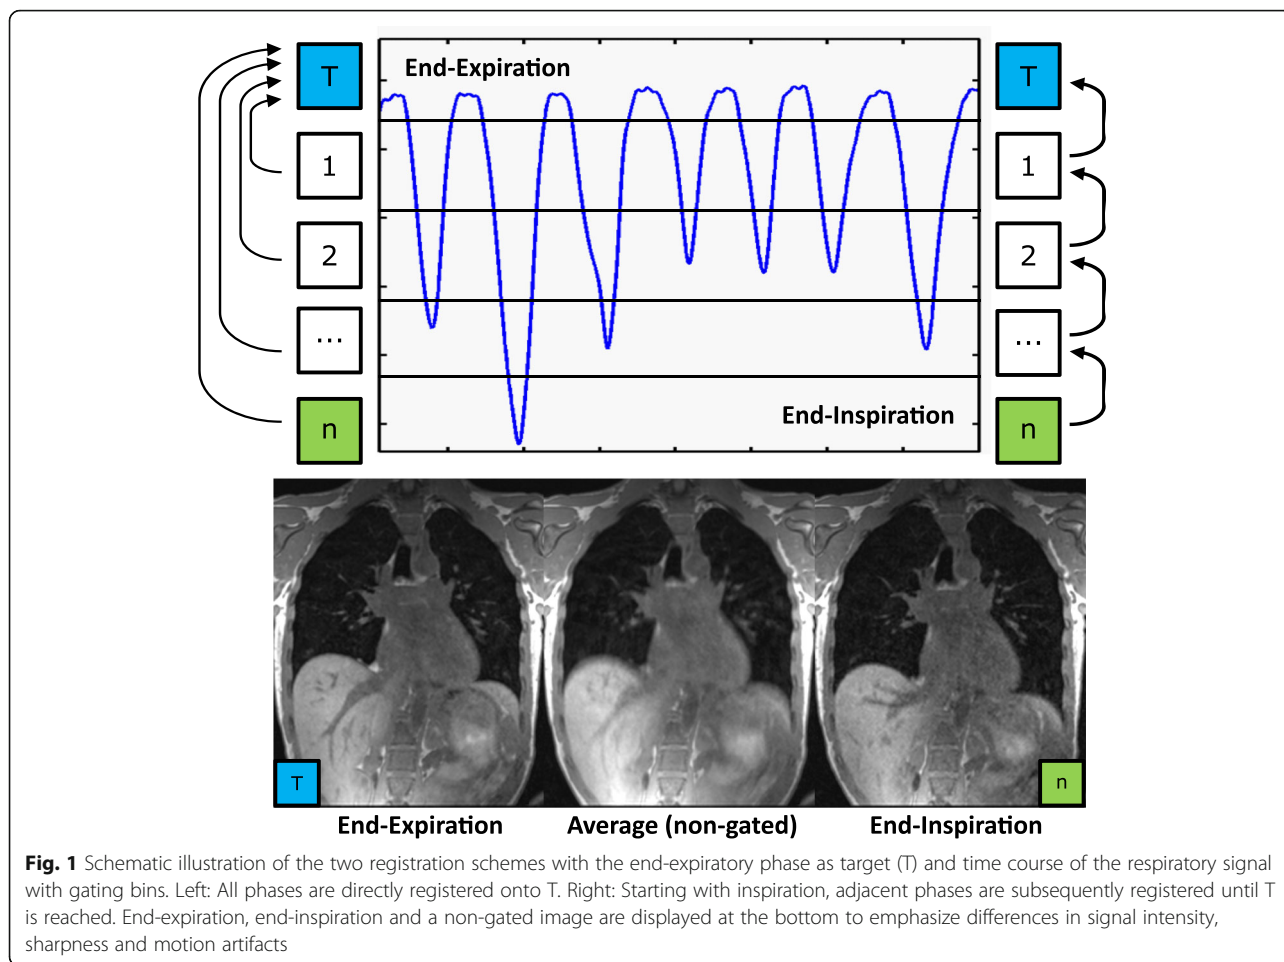 T
End-Expiration
T
1
1
2
2
...
...
End-Inspiration
n
n
T
n
End-Expiration
Average (non-gated)
End-Inspiration
Fig. 1 Schematic illustration of the two registration schemes with the end-expiratory phase as target (T) and time course of the respiratory signal
with gating bins. Left: All phases are directly registered onto T. Right: Starting with inspiration, adjacent phases are subsequently registered until T
is reached. End-expiration, end-inspiration and a non-gated image are displayed at the bottom to emphasize differences in signal intensity,
sharpness and motion artifacts